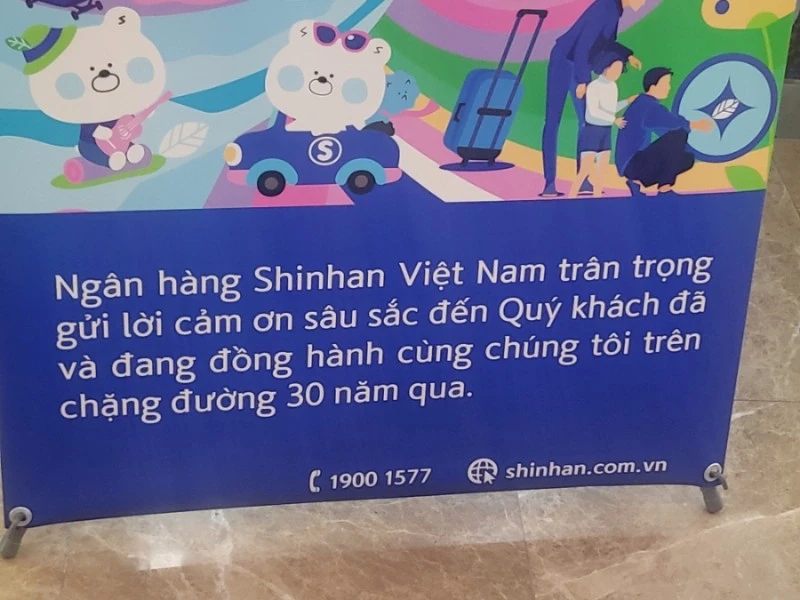 S
Ngân hàng Shinhan Việt Nam trân trọng
gửi lời cảm ơn sâu sắc đến Quý khách đã
và đang đồng hành cùng chúng tôi trên
chặng đường 30 năm qua.
1900 1577 shinhan.com.vn